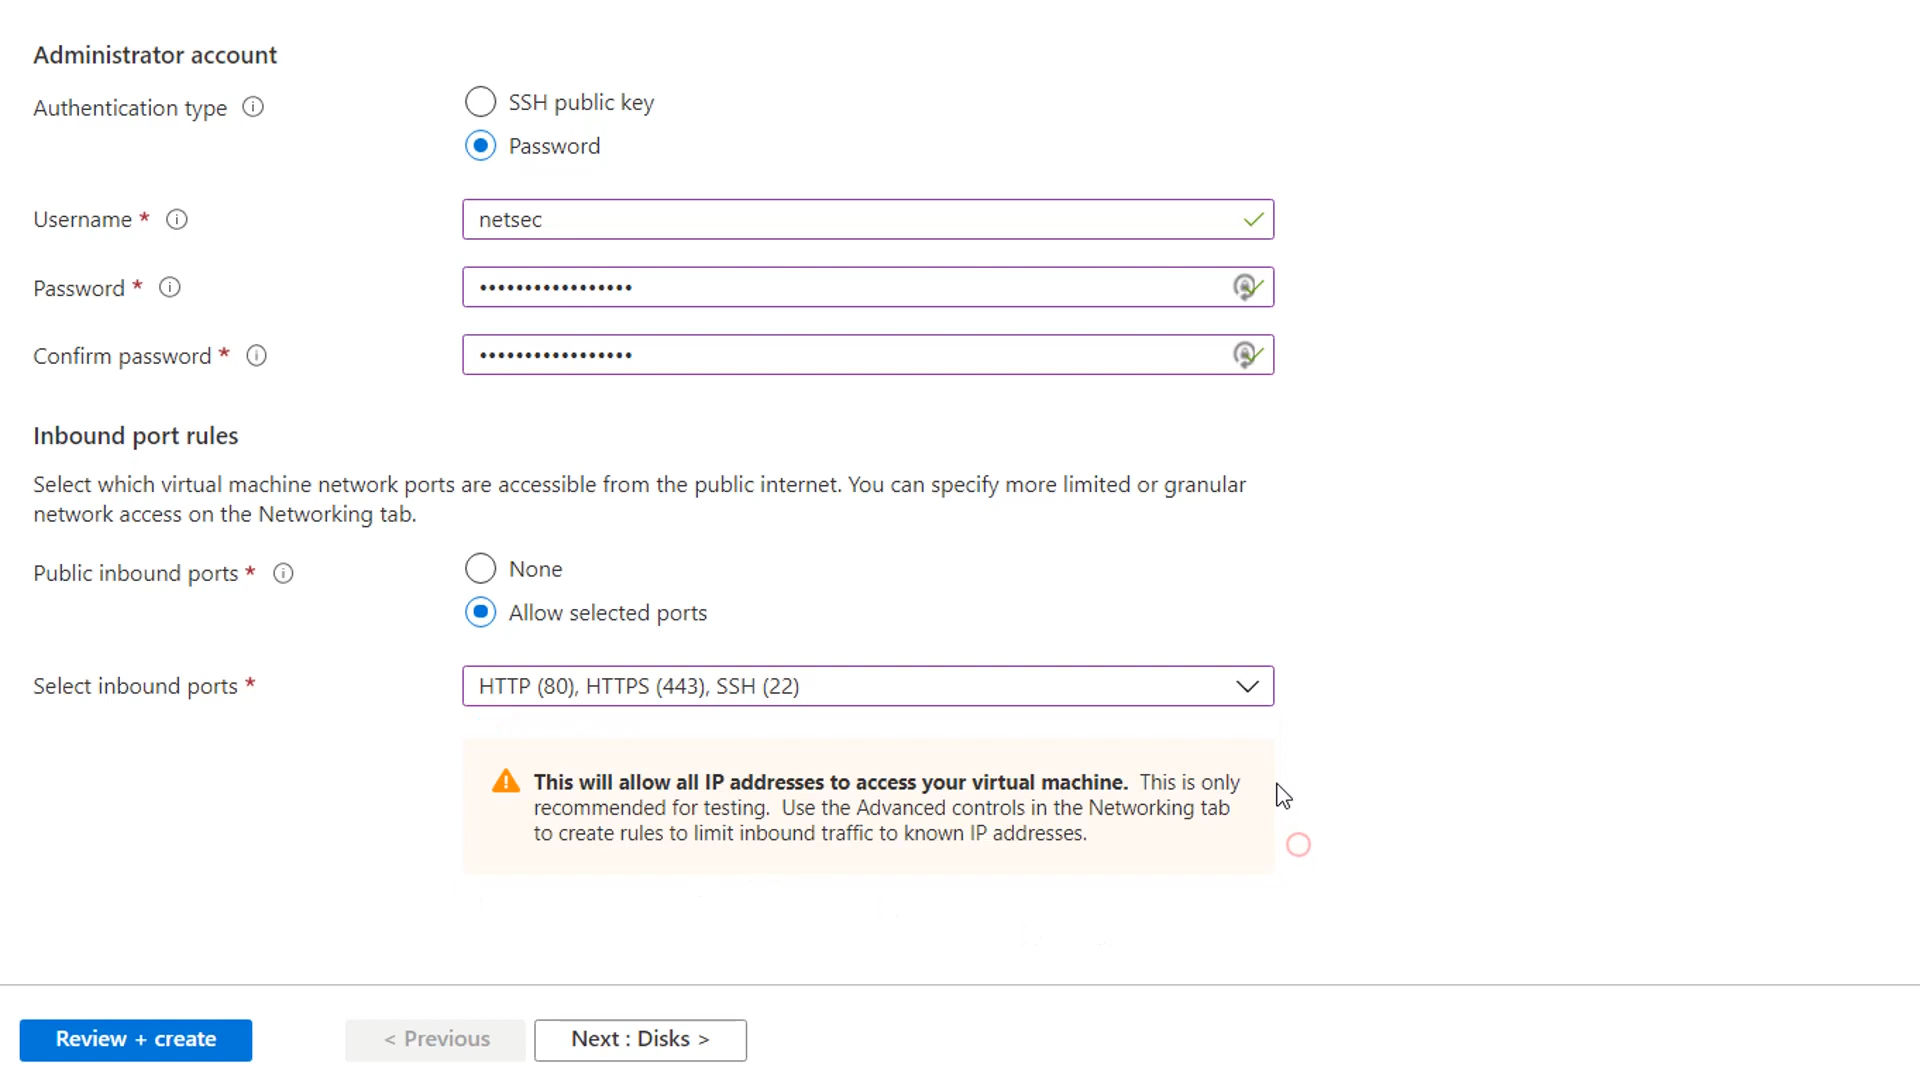 Administrator account
Authentication type
SSH public key
Password
Username *
netsec
Password *
•••••••••••••••••
Confirm password *
•••••••••••••••••
Inbound port rules
Select which virtual machine network ports are accessible from the public internet. You can specify more limited or granular
network access on the Networking tab.
Public inbound ports *
None
Allow selected ports
Select inbound ports *
HTTP (80), HTTPS (443), SSH (22)
This will allow all IP addresses to access your virtual machine. This is only
recommended for testing. Use the Advanced controls in the Networking tab
to create rules to limit inbound traffic to known IP addresses.
Review + create
< Previous
Next : Disks >